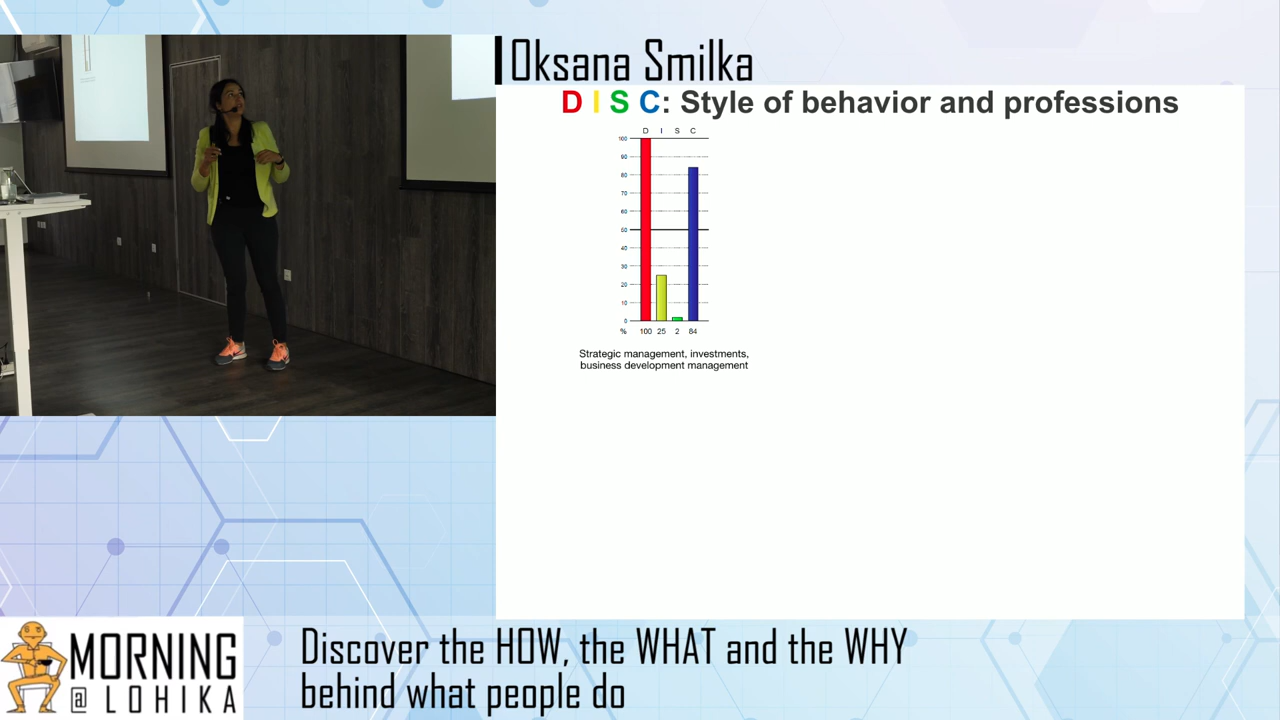 Oksana Smilka
D I S C: Style of behavior and professions
D I S C
100
90
80
70
60
50
40
30
20
10
0
% 100 25 2 84
Strategic management, investments,
business development management
MORNING
@ LOHIKA
Discover the HOW, the WHAT and the WHY
behind what people do